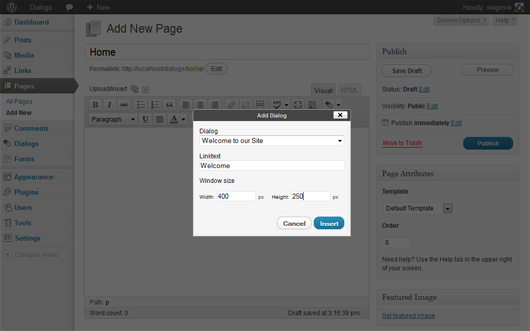 Dialogs + New Howdy, wagesve
Dashboard
Posts
Media
Links
Pages
All Pages
Add New
Comments
Dialogs
Forms
Appearance
Plugins
Users
Tools
Settings
Collapse menu
Screen Options Help
Add New Page
Home
Permalink: http://localhost/dialogs/home/ Edit
Upload/Insert
Visual HTML
B I ABC
Paragraph U A
Add Dialog
Dialog
Welcome to our Site
Linktext
Welcome
Window size
Width: 400 px Height: 250 px
Cancel Insert
Path: p
Word count: 0 Draft saved at 3:16:38 pm.
Publish
Save Draft Preview
Status: Draft Edit
Visibility: Public Edit
Publish immediately Edit
Move to Trash Publish
Page Attributes
Template
Default Template
Order
0
Need help? Use the Help tab in the upper right
of your screen.
Featured Image
Set featured image